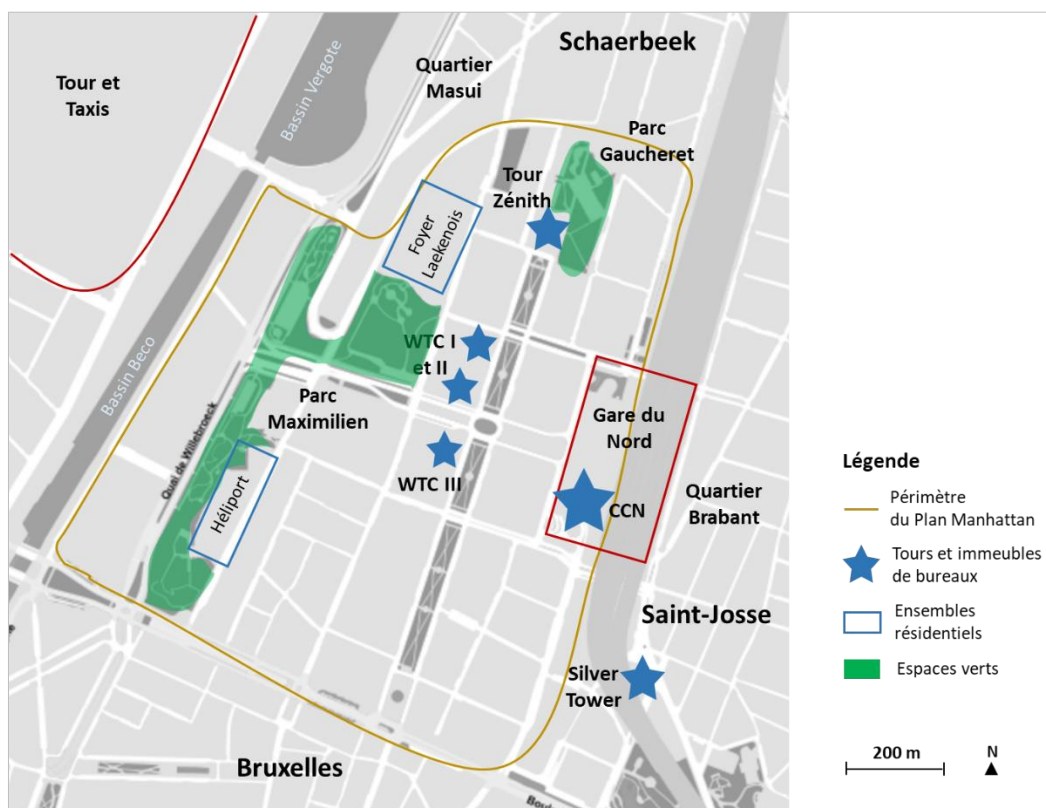 Schaerbeek
Tour et
Taxis
Bassin Vergote
Quartier
Masui
Parc
Gaucheret
Tour
Zénith
Foyer
Laekenois
WTC I
et II
Parc
Maximilien
Bassin Beco
Quai de Willebroeck
Héliport
WTC III
Gare du
Nord
CCN
Quartier
Brabant
Saint-Josse
Silver
Tower
Bruxelles
Légende
Périmètre
du Plan Manhattan
Tours et immeubles
de bureaux
Ensembles
résidentiels
Espaces verts
200 m
N